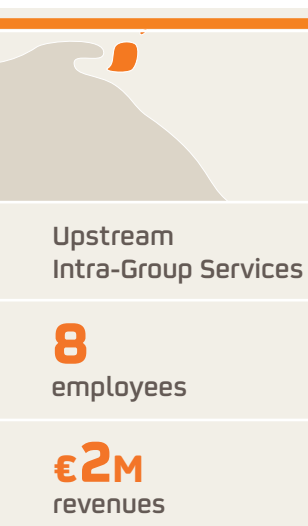 Upstream
Intra-Group Services
8
employees
€2M
revenues